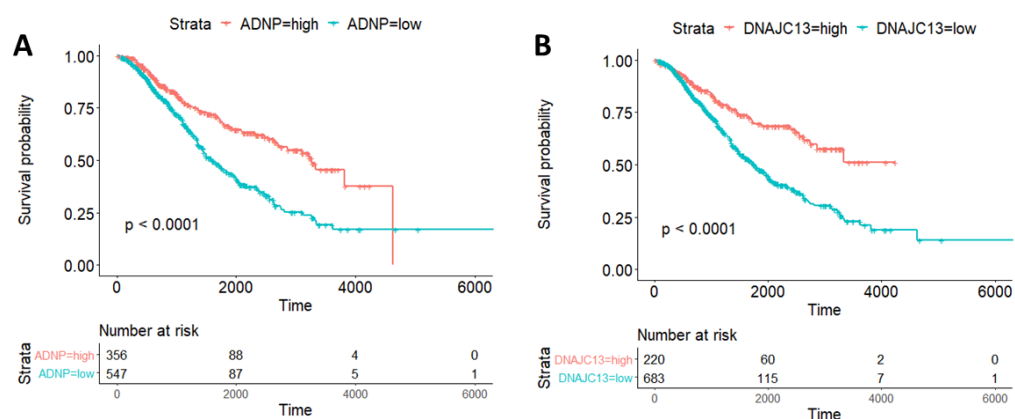 A
Strata ADNP=high ADNP=low
Survival probability
1.00
0.75
0.50
0.25
0.00
p < 0.0001
0 2000 4000 6000
Time
Number at risk
Strata
ADNP=high 356 88 4 0
ADNP=low 547 87 5 1
0 2000 4000 6000
Time
B
Strata DNAJC13=high DNAJC13=low
Survival probability
1.00
0.75
0.50
0.25
0.00
p < 0.0001
0 2000 4000 6000
Time
Number at risk
Strata
DNAJC13=high 220 60 2 0
DNAJC13=low 683 115 7 1
0 2000 4000 6000
Time